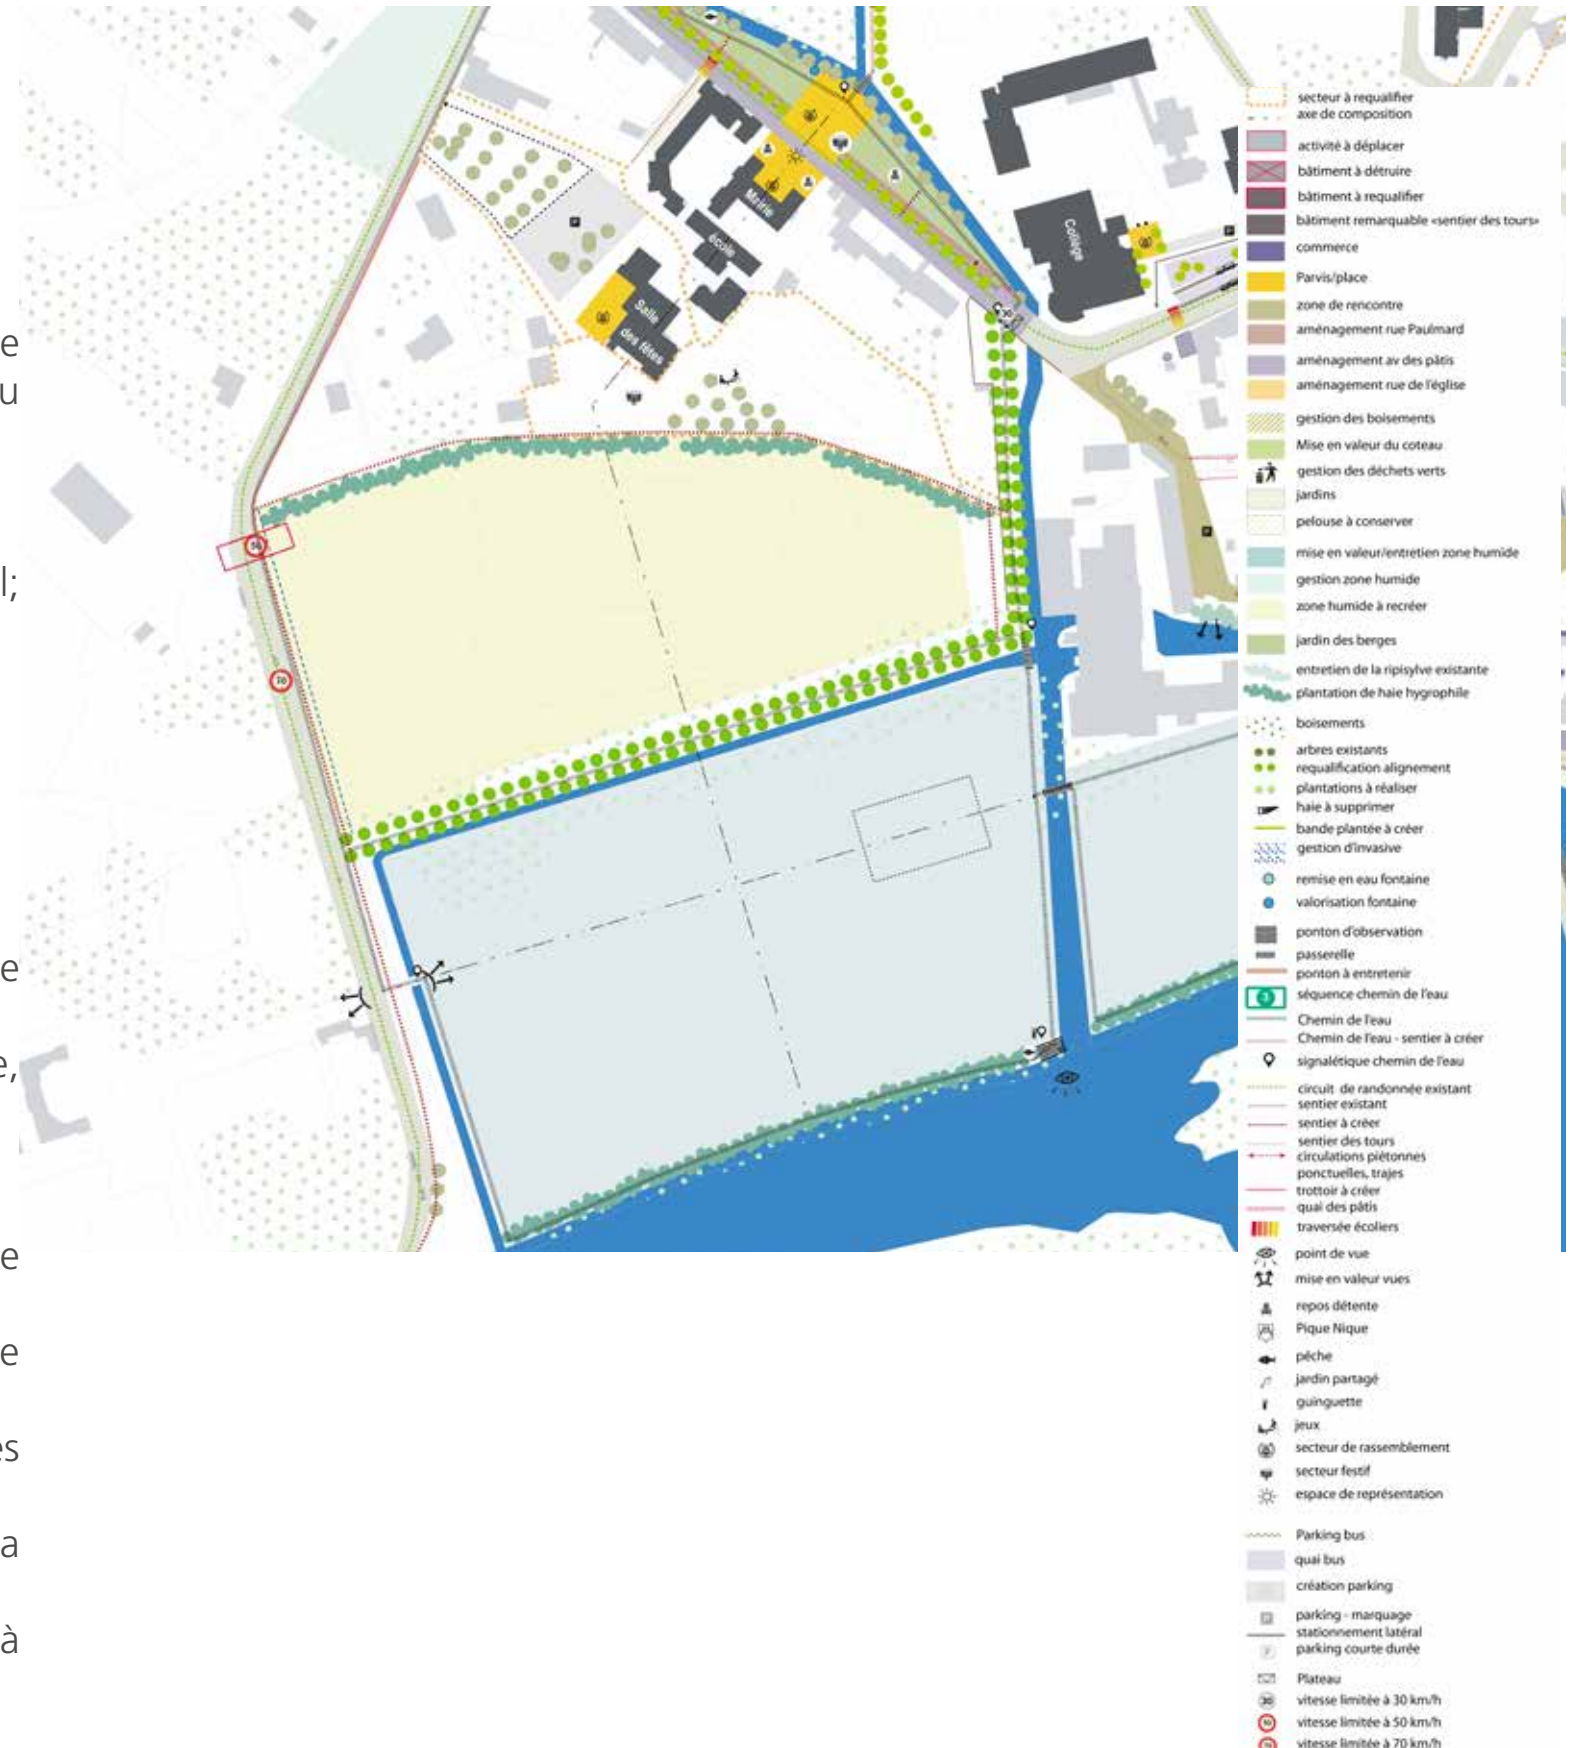 e
u
l;
e
e,
e
e
es
a
à
Mairie
école
Salle
des fêtes
Collège
P
P
P
30
50
70
secteur à requalifier
axe de composition
activité à déplacer
bâtiment à détruire
bâtiment à requalifier
bâtiment remarquable «sentier des tours»
commerce
Parvis/place
zone de rencontre
aménagement rue Paulmard
aménagement av des pâtis
aménagement rue de l'église
gestion des boisements
Mise en valeur du coteau
gestion des déchets verts
jardins
pelouse à conserver
mise en valeur/entretien zone humide
gestion zone humide
zone humide à recréer
jardin des berges
entretien de la ripisylve existante
plantation de haie hygrophile
boisements
arbres existants
requalification alignement
plantations à réaliser
haie à supprimer
bande plantée à créer
gestion d'invasive
remise en eau fontaine
valorisation fontaine
ponton d'observation
passerelle
ponton à entretenir
séquence chemin de l'eau
Chemin de l'eau
Chemin de l'eau - sentier à créer
signalétique chemin de l'eau
circuit de randonnée existant
sentier existant
sentier à créer
sentier des tours
circulations piétonnes
ponctuelles, trajes
trottoir à créer
quai des pâtis
traversée écoliers
point de vue
mise en valeur vues
repos détente
Pique Nique
pêche
jardin partagé
guinguette
jeux
secteur de rassemblement
secteur festif
espace de représentation
Parking bus
quai bus
création parking
parking - marquage
stationnement latéral
parking courte durée
Plateau
vitesse limitée à 30 km/h
vitesse limitée à 50 km/h
vitesse limitée à 70 km/h